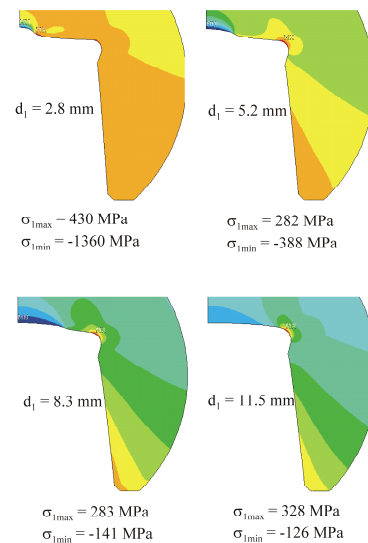 d₁ = 2.8 mm
σ₁max – 430 MPa
σ₁min = -1360 MPa
d₁ = 5.2 mm
σ₁max = 282 MPa
σ₁min = -388 MPa
d₁ = 8.3 mm
σ₁max = 283 MPa
σ₁min = -141 MPa
d₁ = 11.5 mm
σ₁max = 328 MPa
σ₁min = -126 MPa